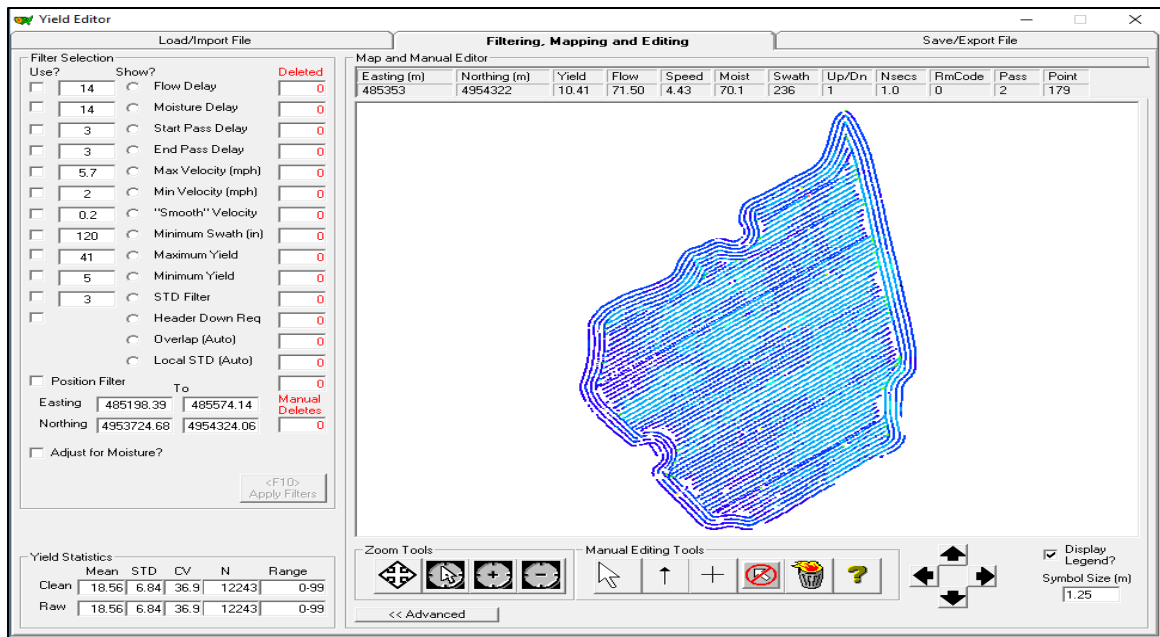 Yield Editor
Load/Import File Filtering, Mapping and Editing Save/Export File
Filter Selection
Use? Show? Deleted
14 Flow Delay 0
14 Moisture Delay 0
3 Start Pass Delay 0
3 End Pass Delay 0
5.7 Max Velocity (mph) 0
2 Min Velocity (mph) 0
0.2 "Smooth" Velocity 0
120 Minimum Swath (in) 0
41 Maximum Yield 0
5 Minimum Yield 0
3 STD Filter 0
Header Down Req 0
Overlap (Auto) 0
Local STD (Auto) 0
Position Filter 0
To
Easting 485198.39 485574.14
Manual Deletes
Northing 4953724.68 4954324.06 0
Adjust for Moisture?
<F10>
Apply Filters
Yield Statistics
Mean STD CV N Range
Clean 18.56 6.84 36.9 12243 0-99
Raw 18.56 6.84 36.9 12243 0-99
Map and Manual Editor
Easting (m) Northing (m) Yield Flow Speed Moist Swath Up/Dn Nsecs RmCode Pass Point
485353 4954322 10.41 71.50 4.43 70.1 236 1 1.0 0 2 179
Zoom Tools
Manual Editing Tools
?
<< Advanced
Display
Legend?
Symbol Size (m)
1.25